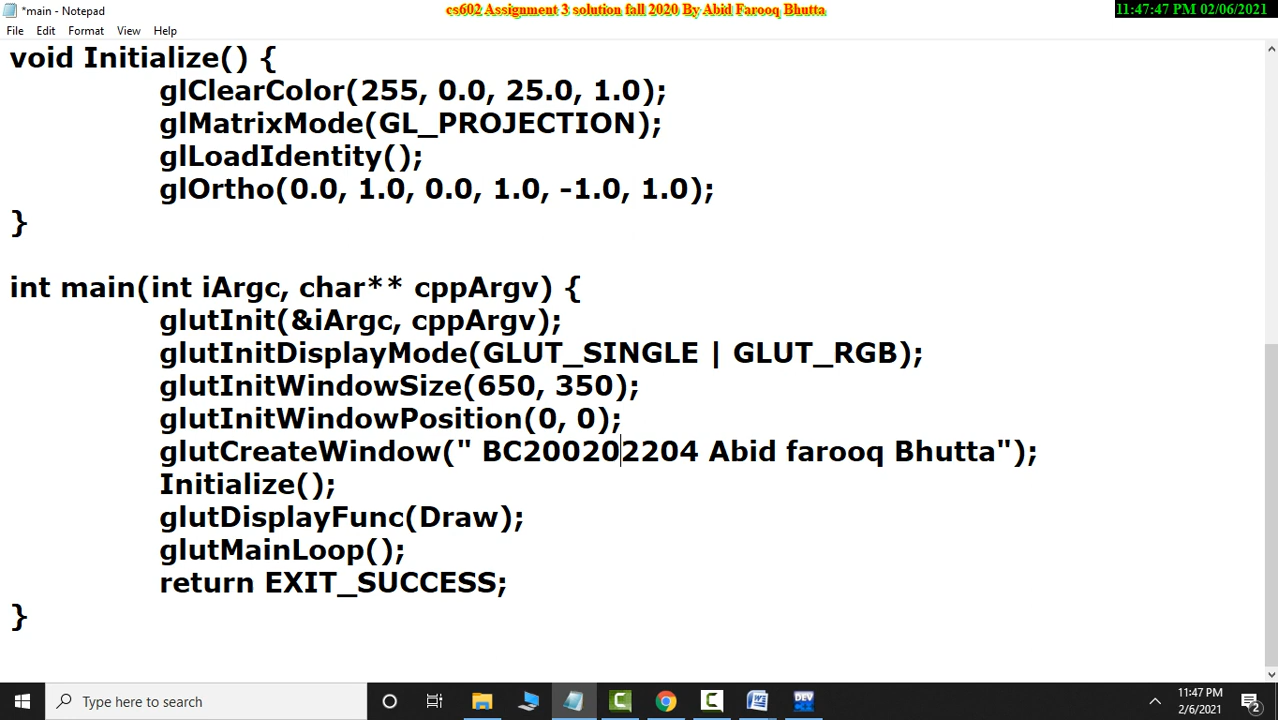 *main - Notepad
cs602 Assignment 3 solution fall 2020 By Abid Farooq Bhutta
11:47:47 PM 02/06/2021
File Edit Format View Help
void Initialize() {
glClearColor(255, 0.0, 25.0, 1.0);
glMatrixMode(GL_PROJECTION);
glLoadIdentity();
glOrtho(0.0, 1.0, 0.0, 1.0, -1.0, 1.0);
}
int main(int iArgc, char** cppArgv) {
glutInit(&iArgc, cppArgv);
glutInitDisplayMode(GLUT_SINGLE | GLUT_RGB);
glutInitWindowSize(650, 350);
glutInitWindowPosition(0, 0);
glutCreateWindow(" BC200202204 Abid farooq Bhutta");
Initialize();
glutDisplayFunc(Draw);
glutMainLoop();
return EXIT_SUCCESS;
}
Type here to search
DEV
11:47 PM
2/6/2021
2